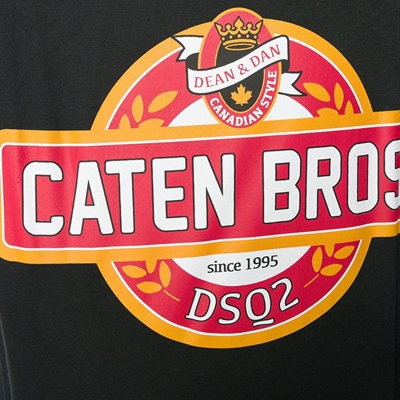 DEAN & DAN
CANADIAN STYLE
CATEN BROS
since 1995
DSQ2